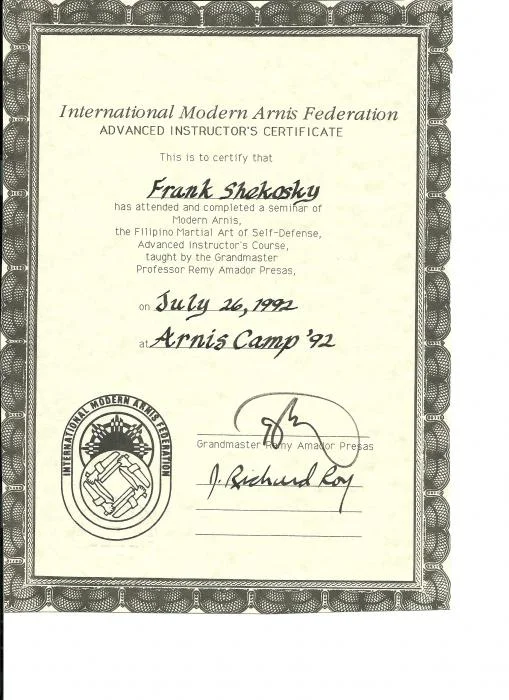 International Modern Arnis Federation
ADVANCED INSTRUCTOR'S CERTIFICATE
This is to certify that
Frank Shekosky
has attended and completed a seminar of
Modern Arnis,
the Filipino Martial Art of Self-Defense,
Advanced Instructor's Course,
taught by the Grandmaster
Professor Remy Amador Presas,
on July 26, 1992
at Arnis Camp '92
INTERNATIONAL MODERN ARNIS FEDERATION
Grandmaster Remy Amador Presas
J. Richard Roy